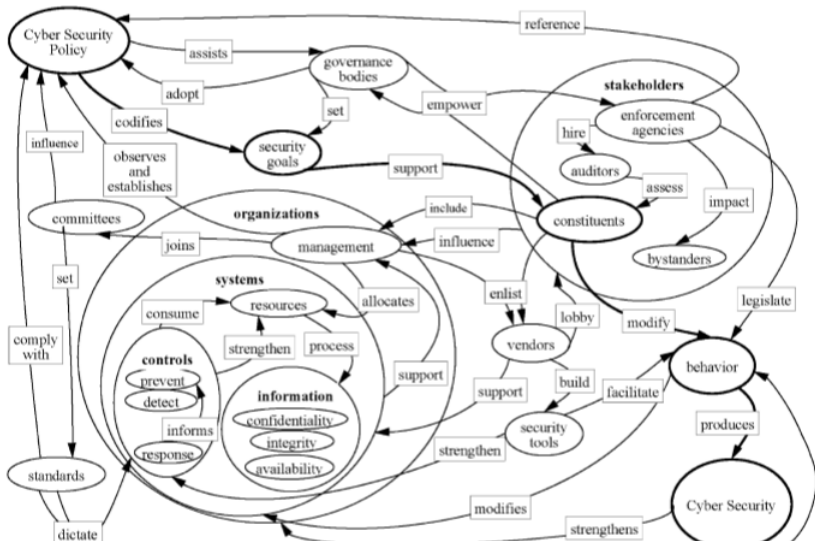 reference
Cyber Security
Policy
assists
governance
bodies
stakeholders
adopt
empower
enforcement
agencies
set
codifies
hire
influence
security
goals
observes
and
establishes
support
auditors
assess
impact
committees
organizations
include
constituents
joins
management
influence
bystanders
set
systems
enlist
resources
allocates
lobby
legislate
consume
modify
comply
with
controls
strengthen
process
vendors
behavior
prevent
detect
information
support
support
build
facilitate
confidentiality
informs
integrity
security
tools
produces
response
availability
strengthen
standards
modifies
Cyber Security
dictate
strengthens